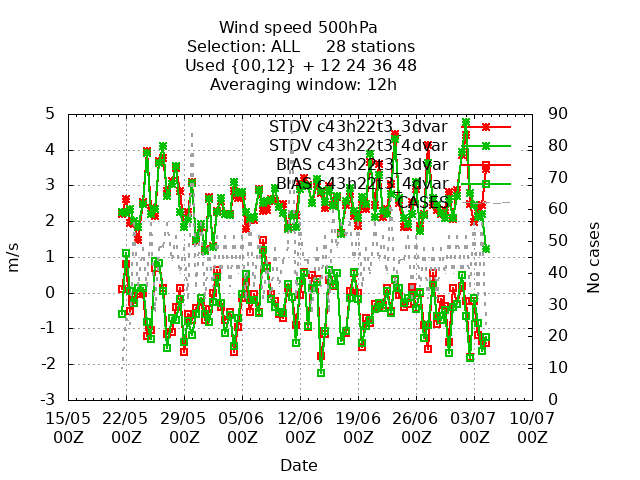 Wind speed 500hPa
Selection: ALL 28 stations
Used {00,12} + 12 24 36 48
Averaging window: 12h
STDV c43h22t3_3dvar
STDV c43h22t3_4dvar
BIAS c43h22t3_3dvar
BIAS c43h22t3_4dvar
CASES
5
4
3
2
1
0
-1
-2
-3
m/s
90
80
70
60
50
40
30
20
10
0
No cases
15/05 22/05 29/05 05/06 12/06 19/06 26/06 03/07 10/07
00Z 00Z 00Z 00Z 00Z 00Z 00Z 00Z 00Z
Date